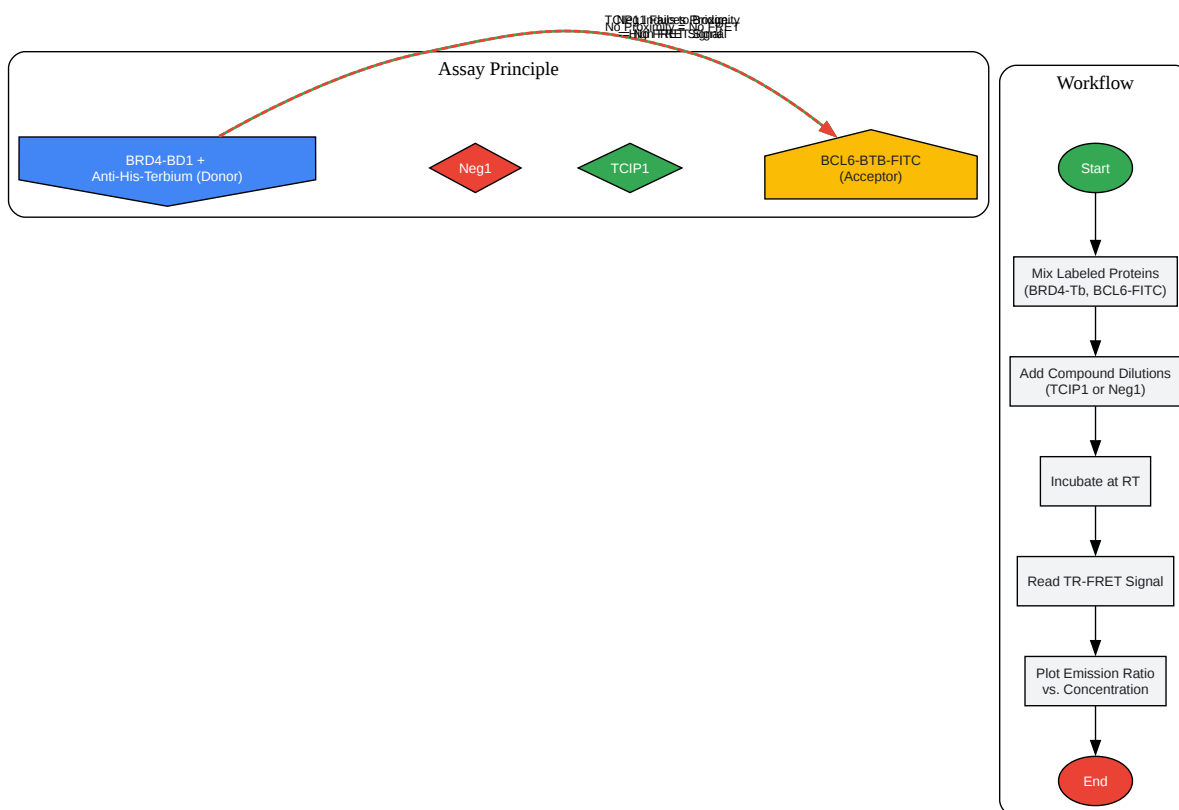 Assay Principle
BRD4-BD1 +
Anti-His-Terbium (Donor)
Neg1
TCIP1
BCL6-BTB-FITC
(Acceptor)
Workflow
Start
Mix Labeled Proteins
(BRD4-Tb, BCL6-FITC)
Add Compound Dilutions
(TCIP1 or Neg1)
Incubate at RT
Read TR-FRET Signal
Plot Emission Ratio
vs. Concentration
End